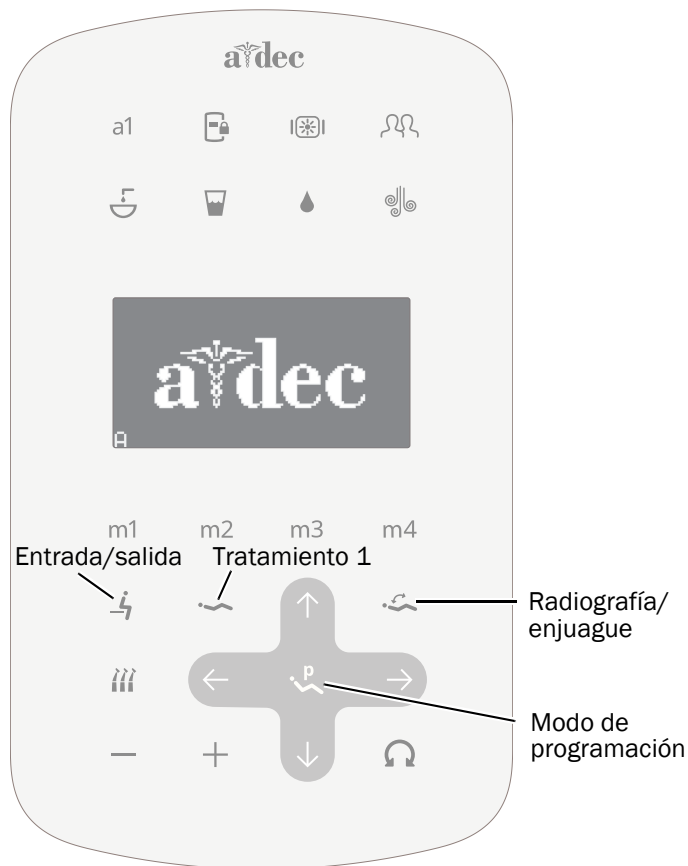 a dec
a1
a dec
A
m1 m2 m3 m4
Entrada/salida Tratamiento 1
Radiografía/
enjuague
p
Modo de
programación